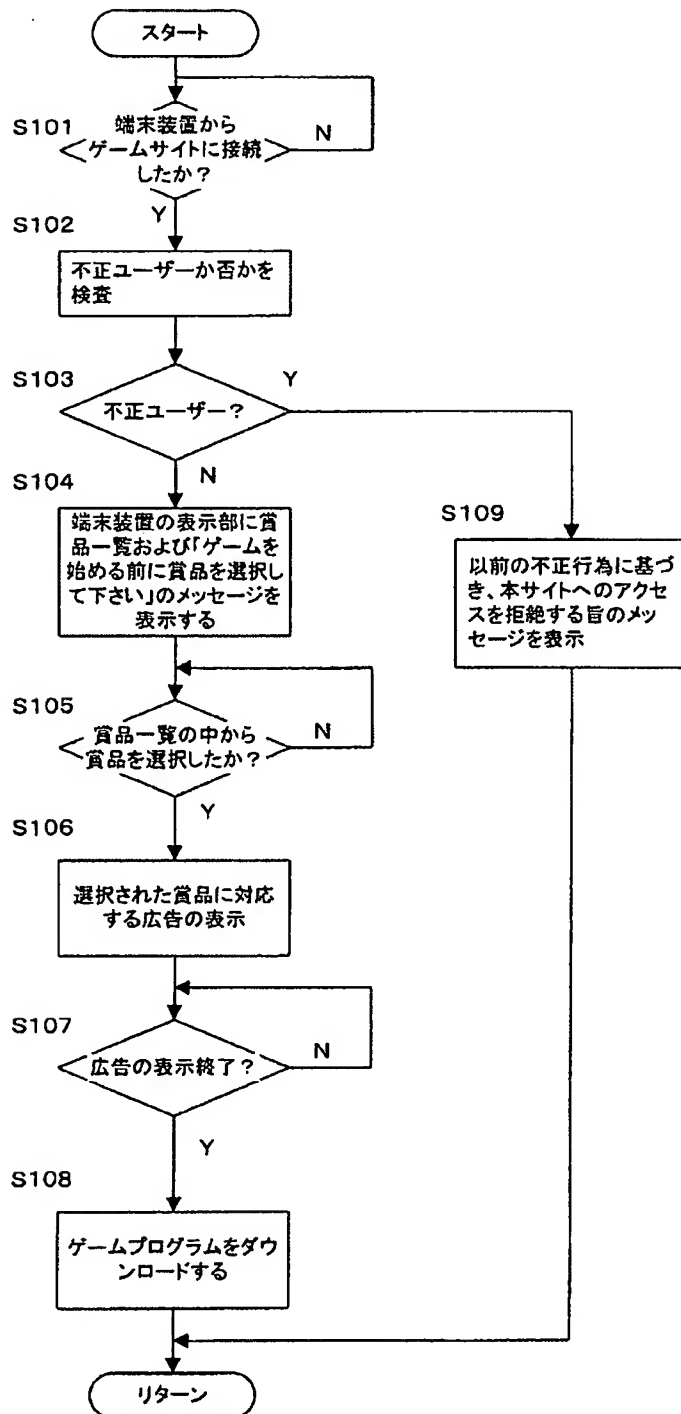 スタート
S101
端末装置から
ゲームサイトに接続
したか？
N
Y
S102
不正ユーザーか否かを
検査
S103
不正ユーザー？
Y
N
S104
端末装置の表示部に賞
品一覧および「ゲームを
始める前に賞品を選択し
て下さい」のメッセージを
表示する
S109
以前の不正行為に基づ
き、本サイトへのアクセ
スを拒絶する旨のメッ
セージを表示
S105
賞品一覧の中から
賞品を選択したか？
N
Y
S106
選択された賞品に対応
する広告の表示
S107
広告の表示終了？
N
Y
S108
ゲームプログラムをダウ
ンロードする
リターン